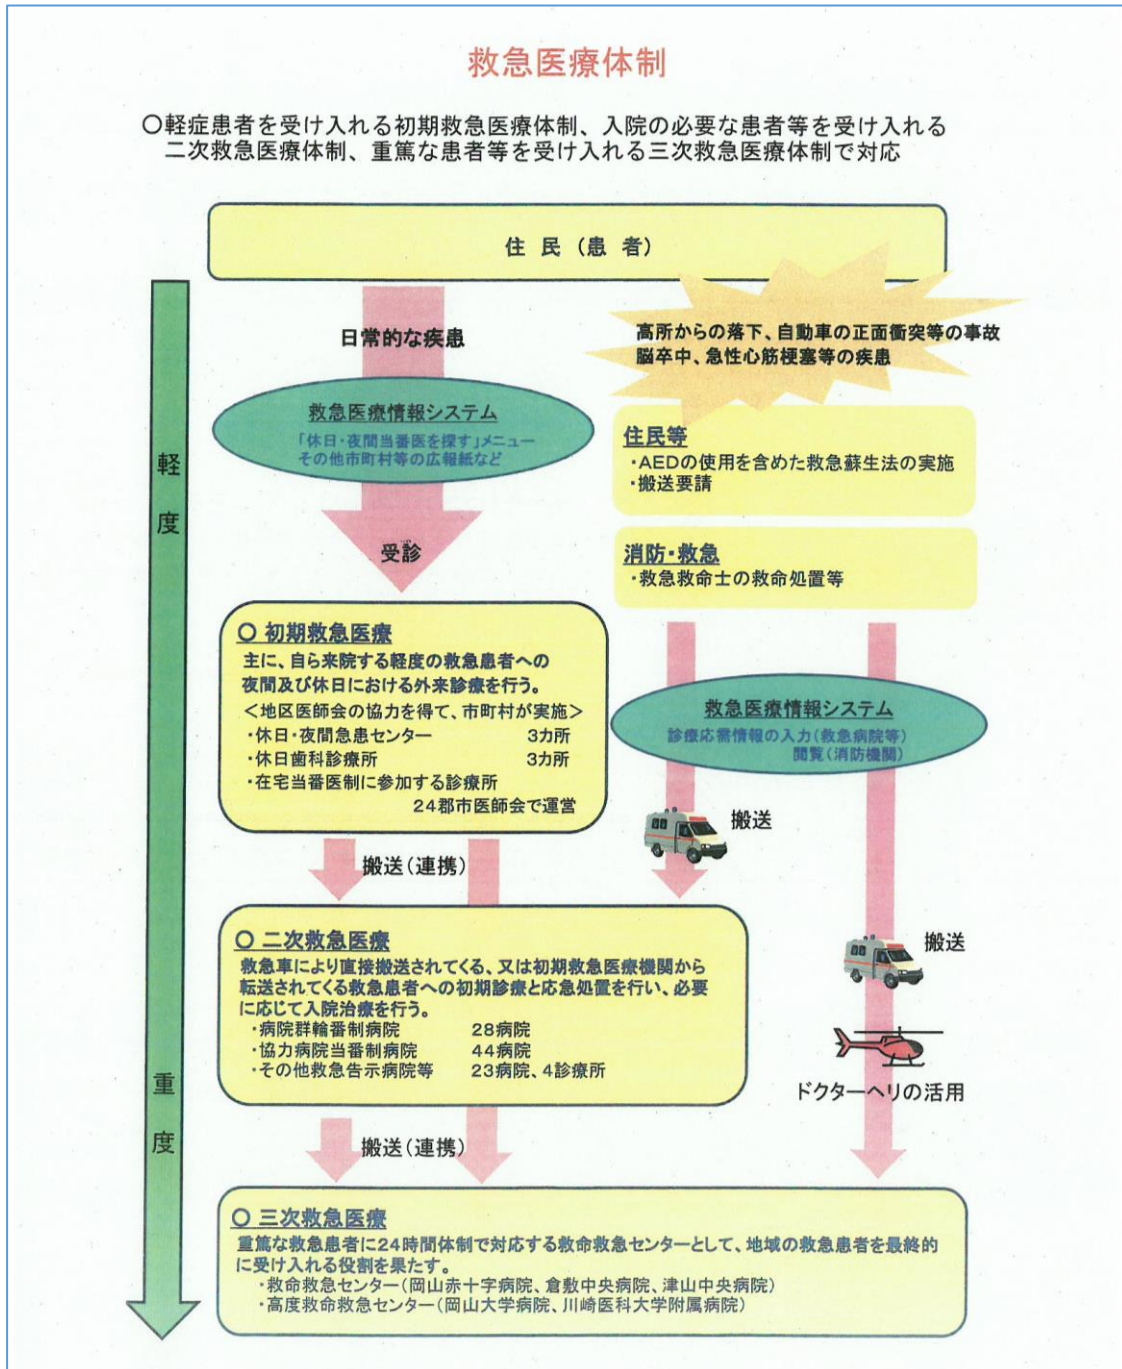 救急医療体制
○軽症患者を受け入れる初期救急医療体制、入院の必要な患者等を受け入れる
二次救急医療体制、重篤な患者等を受け入れる三次救急医療体制で対応
住 民 （患 者）
軽
度
重
度
日常的な疾患
救急医療情報システム
「休日・夜間当番医を探す」メニュー
その他市町村等の広報紙など
受診
高所からの落下、自動車の正面衝突等の事故
脳卒中、急性心筋梗塞等の疾患
住民等
・AEDの使用を含めた救急蘇生法の実施
・搬送要請
消防・救急
・救急救命士の救命処置等
○ 初期救急医療
主に、自ら来院する軽度の救急患者への
夜間及び休日における外来診療を行う。
＜地区医師会の協力を得て、市町村が実施＞
・休日・夜間急患センター 3カ所
・休日歯科診療所 3カ所
・在宅当番医制に参加する診療所
24郡市医師会で運営
救急医療情報システム
診療応需情報の入力（救急病院等）
閲覧（消防機関）
搬送
搬送（連携）
○ 二次救急医療
救急車により直接搬送されてくる、又は初期救急医療機関から
転送されてくる救急患者への初期診療と応急処置を行い、必要
に応じて入院治療を行う。
・病院群輪番制病院 28病院
・協力病院当番制病院 44病院
・その他救急告示病院等 23病院、4診療所
搬送
ドクターヘリの活用
搬送（連携）
○ 三次救急医療
重篤な救急患者に24時間体制で対応する救命救急センターとして、地域の救急患者を最終的
に受け入れる役割を果たす。
・救命救急センター（岡山赤十字病院、倉敷中央病院、津山中央病院）
・高度救命救急センター（岡山大学病院、川崎医科大学附属病院）